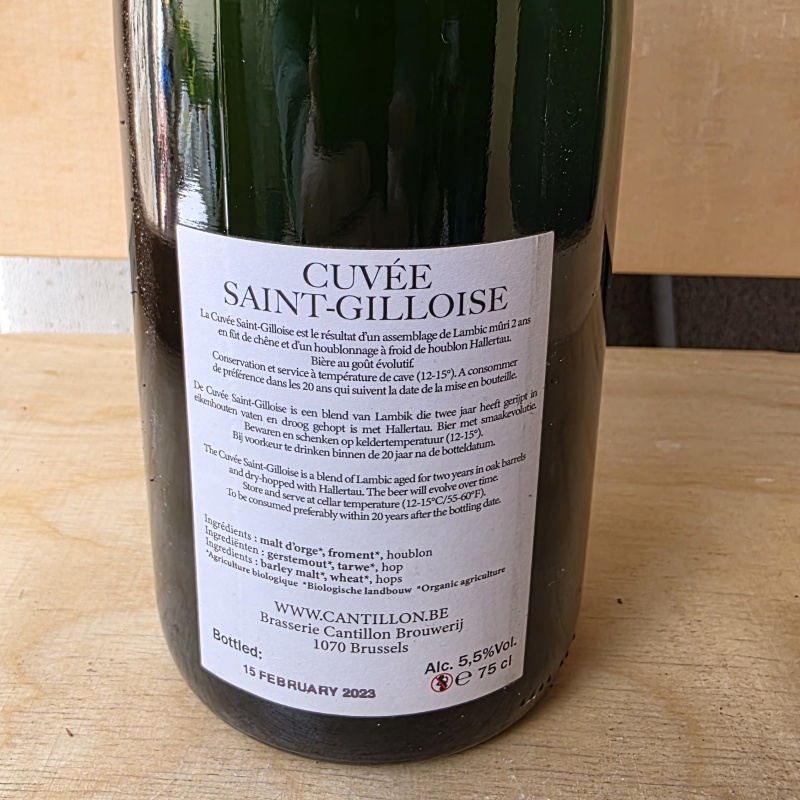 CUVÉE
SAINT-GILLOISE
La Cuvée Saint-Gilloise est le résultat d'un assemblage de Lambic mûri 2 ans
en fût de chêne et d'un houblonnage à froid de houblon Hallertau.
Bière au goût évolutif.
Conservation et service à température de cave (12-15°). A consommer
de préférence dans les 20 ans qui suivent la date de la mise en bouteille.
De Cuvée Saint-Gilloise is een blend van Lambik die twee jaar heeft gerijpt in
eikenhouten vaten en droog gehopt is met Hallertau. Bier met smaakevolutie.
Bewaren en schenken op keldertemperatuur (12-15°).
Bij voorkeur te drinken binnen de 20 jaar na de botteldatum.
The Cuvée Saint-Gilloise is a blend of Lambic aged for two years in oak barrels
and dry-hopped with Hallertau. The beer will evolve over time.
Store and serve at cellar temperature (12-15°C/55-60°F).
To be consumed preferably within 20 years after the bottling date.
Ingrédients : malt d'orge*, froment*, houblon
Ingrediënten : gerstemout*, tarwe*, hop
Ingredients : barley malt*, wheat*, hops
*Agriculture biologique *Biologische landbouw *Organic agriculture
WWW.CANTILLON.BE
Brasserie Cantillon Brouwerij
1070 Brussels
Bottled:
15 FEBRUARY 2023
Alc. 5,5%Vol.
℮ 75 cl